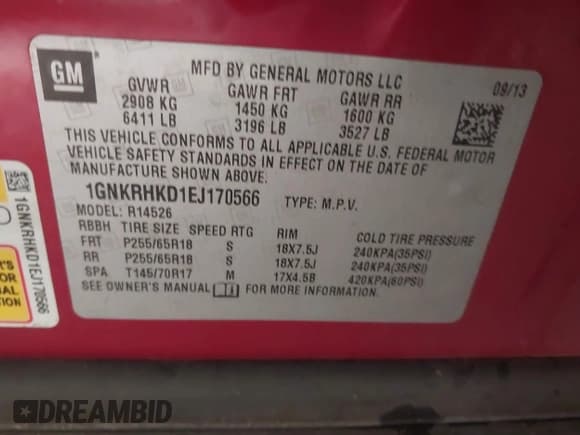 GM
MFD BY GENERAL MOTORS LLC
09/13
GVWR GAWR FRT GAWR RR
2908 KG 1450 KG 1600 KG
6411 LB 3196 LB 3527 LB
THIS VEHICLE CONFORMS TO ALL APPLICABLE U.S. FEDERAL MOTOR
VEHICLE SAFETY STANDARDS IN EFFECT ON THE DATE OF
MANUFACTURE SHOWN ABOVE.
1GNKRHKD1EJ170566 TYPE: M.P.V.
MODEL: R14526
RBBH TIRE SIZE SPEED RTG RIM COLD TIRE PRESSURE
FRT P255/65R18 S 18X7.5J 240KPA(35PSI)
RR P255/65R18 S 18X7.5J 240KPA(35PSI)
SPA T145/70R17 M 17X4.5B 420KPA(60PSI)
SEE OWNER'S MANUAL FOR MORE INFORMATION.
1GNKRHKD1EJ170566
DREAMBID